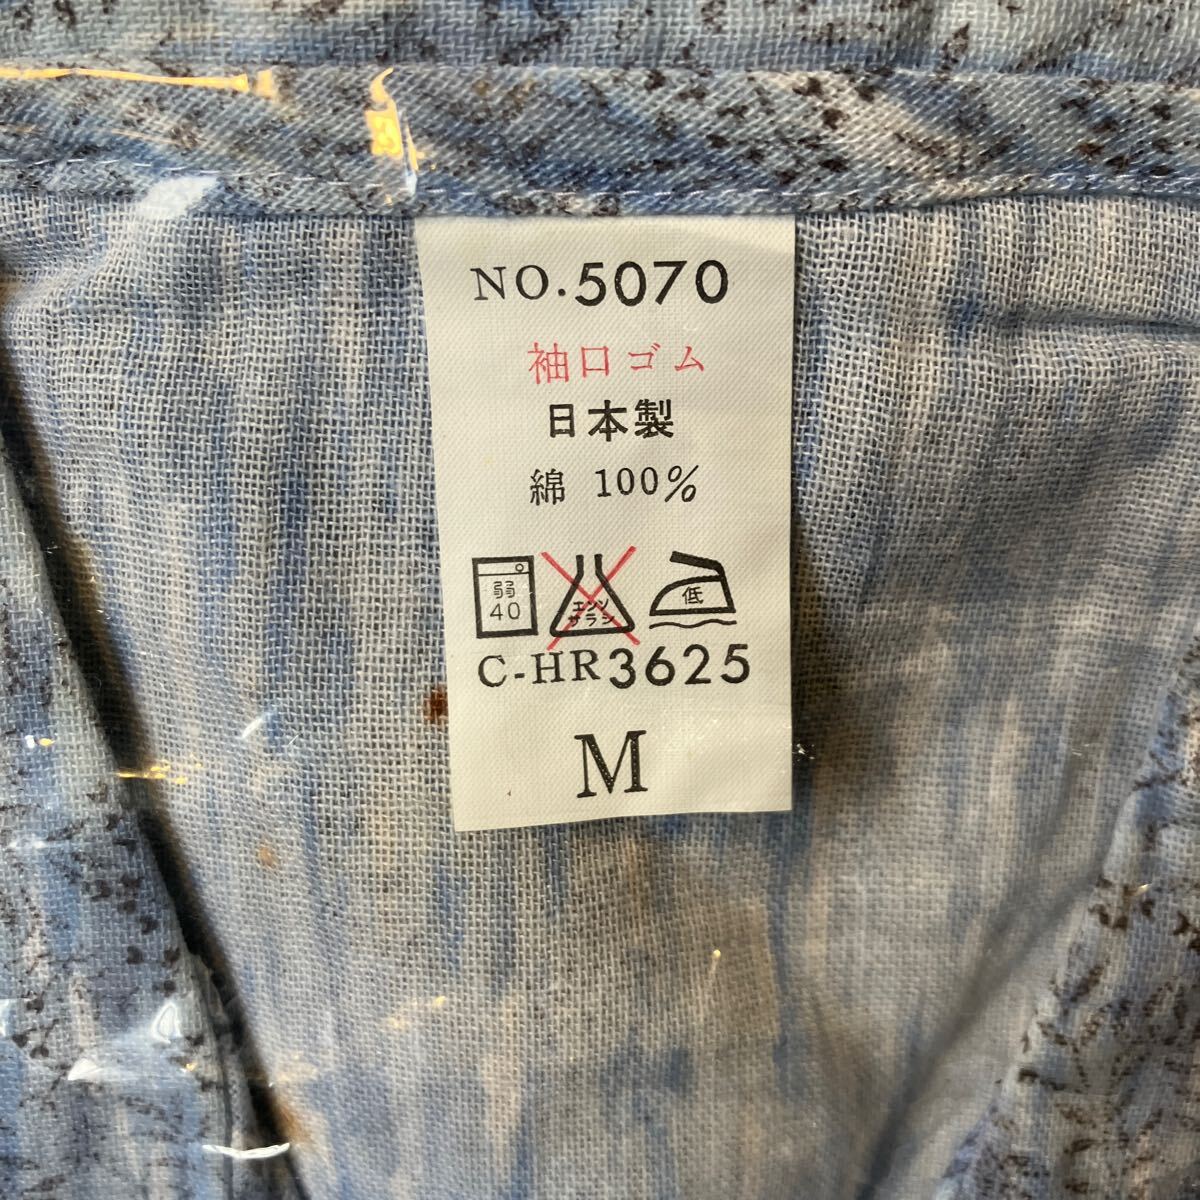 NO.5070
袖口ゴム
日本製
綿 100%
弱 エンソ 低
40 サラシ
C-HR3625
M